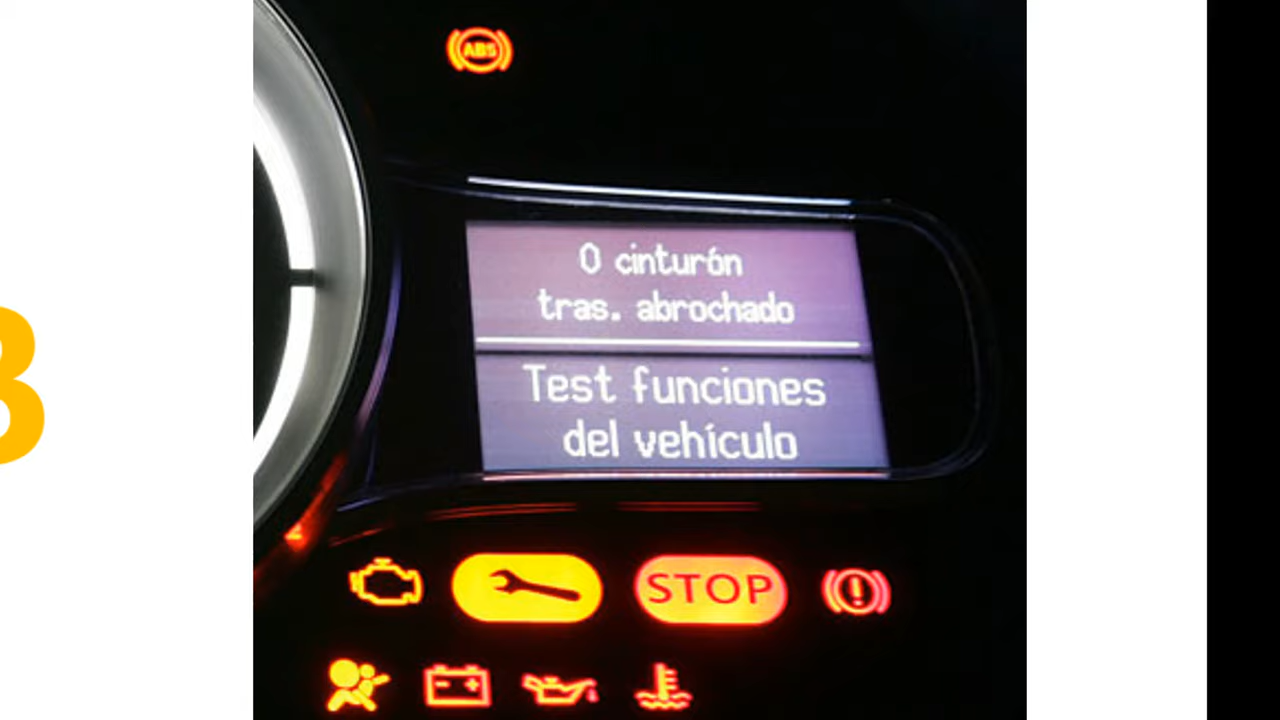 ABS
0 cinturón
tras. abrochado
Test funciones
del vehículo
STOP